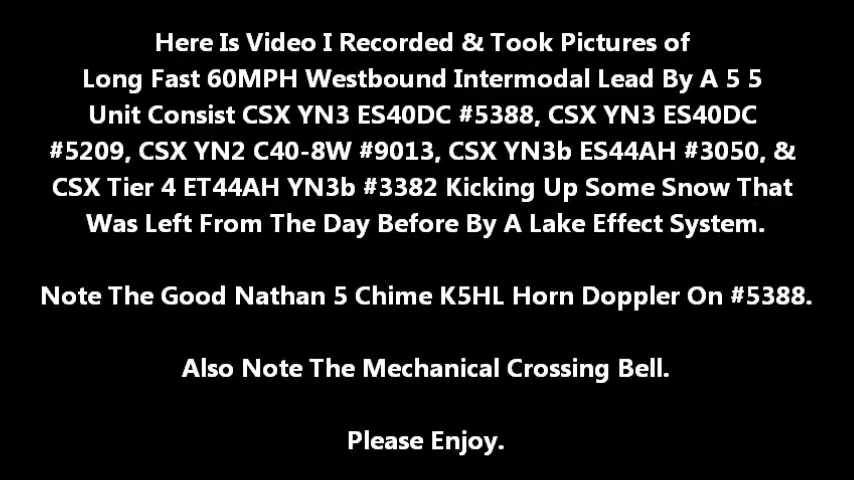 Here Is Video I Recorded & Took Pictures of
Long Fast 60MPH Westbound Intermodal Lead By A 5 5
Unit Consist CSX YN3 ES40DC #5388, CSX YN3 ES40DC
#5209, CSX YN2 C40-8W #9013, CSX YN3b ES44AH #3050, &
CSX Tier 4 ET44AH YN3b #3382 Kicking Up Some Snow That
Was Left From The Day Before By A Lake Effect System.
Note The Good Nathan 5 Chime K5HL Horn Doppler On #5388.
Also Note The Mechanical Crossing Bell.
Please Enjoy.